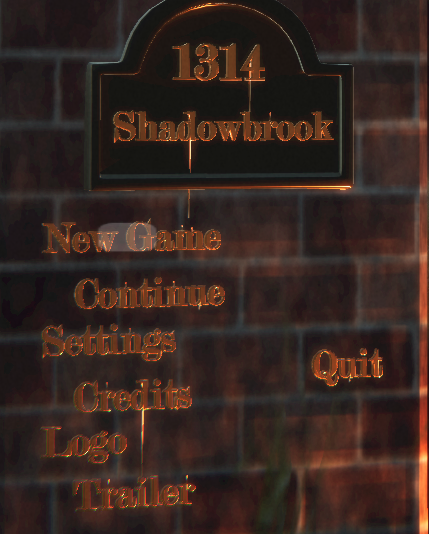 1314
Shadowbrook
New Game
Continue
Settings
Quit
Credits
Logo
Trailer